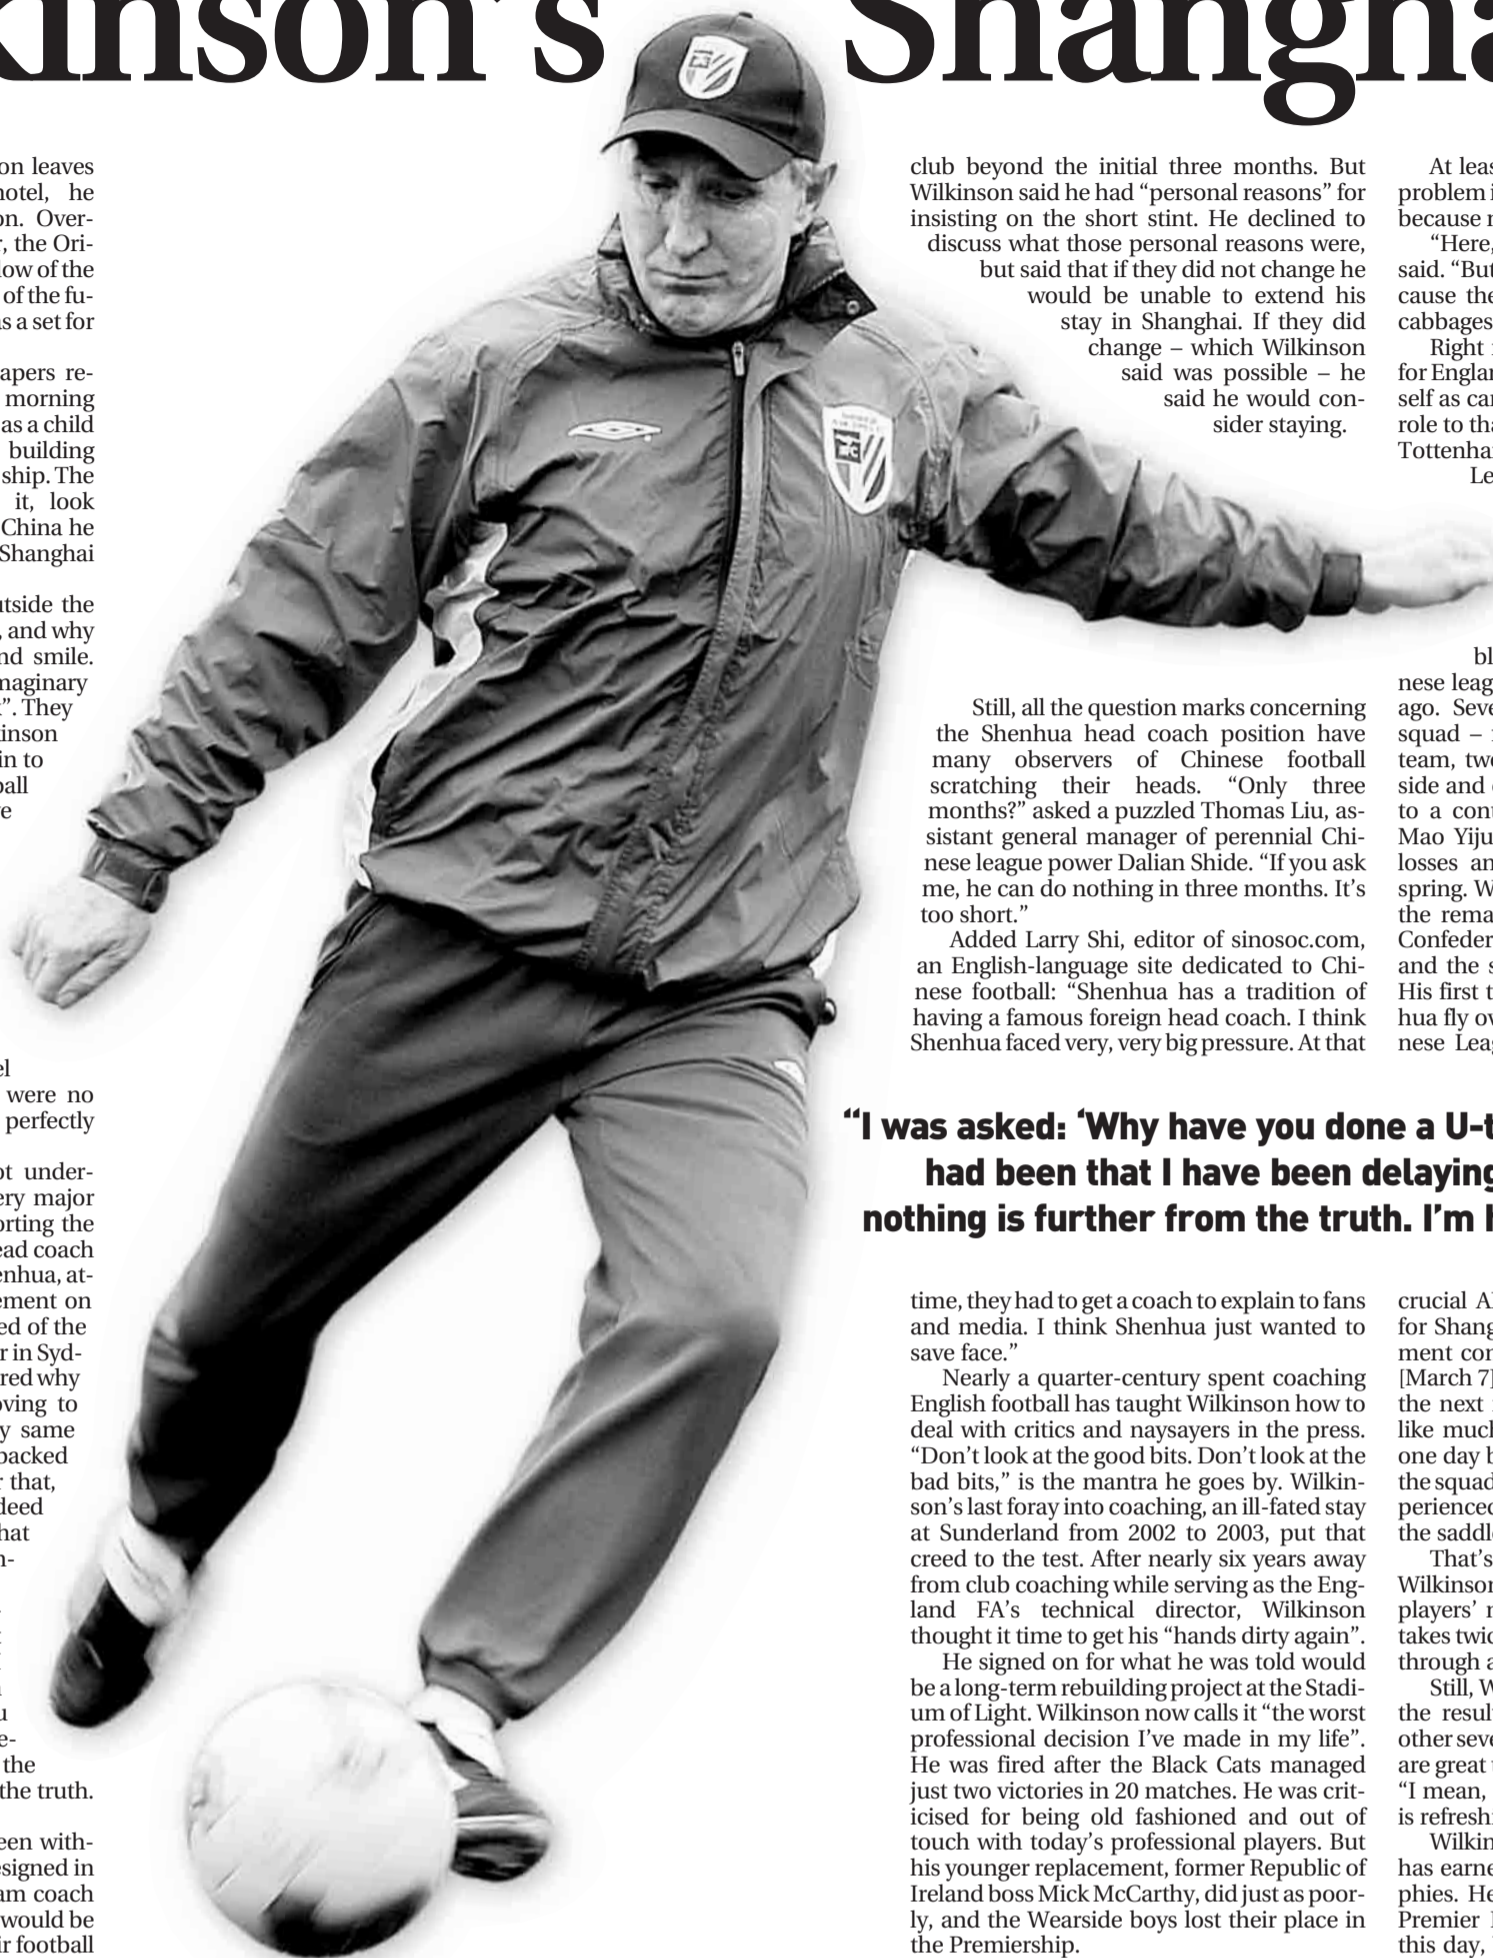 kinson's Shangha
on leaves
hotel, he
on. Over-
r, the Ori-
low of the
of the fu-
as a set for
apers re-
morning
as a child
building
ship. The
it, look
China he
Shanghai
utside the
, and why
nd smile.
maginary
”. They
kinson
in to
ball
e
el
were no
perfectly
ot under-
ery major
orting the
ead coach
enhua, at-
ement on
ed of the
r in Syd-
red why
oving to
y same
packed
r that,
deed
hat
n-
u
e-
the
the truth.
een with-
esigned in
am coach
would be
ir football
club beyond the initial three months. But
Wilkinson said he had “personal reasons” for
insisting on the short stint. He declined to
discuss what those personal reasons were,
but said that if they did not change he
would be unable to extend his
stay in Shanghai. If they did
change – which Wilkinson
said was possible – he
said he would con-
sider staying.
Still, all the question marks concerning
the Shenhua head coach position have
many observers of Chinese football
scratching their heads. “Only three
months?” asked a puzzled Thomas Liu, as-
sistant general manager of perennial Chi-
nese league power Dalian Shide. “If you ask
me, he can do nothing in three months. It’s
too short.”
Added Larry Shi, editor of sinosoc.com,
an English-language site dedicated to Chi-
nese football: “Shenhua has a tradition of
having a famous foreign head coach. I think
Shenhua faced very, very big pressure. At that
“I was asked: ‘Why have you done a U-t
had been that I have been delaying
nothing is further from the truth. I’m h
time, they had to get a coach to explain to fans
and media. I think Shenhua just wanted to
save face.”
Nearly a quarter-century spent coaching
English football has taught Wilkinson how to
deal with critics and naysayers in the press.
“Don’t look at the good bits. Don’t look at the
bad bits,” is the mantra he goes by. Wilkin-
son’s last foray into coaching, an ill-fated stay
at Sunderland from 2002 to 2003, put that
creed to the test. After nearly six years away
from club coaching while serving as the Eng-
land FA’s technical director, Wilkinson
thought it time to get his “hands dirty again”.
He signed on for what he was told would
be a long-term rebuilding project at the Stadi-
um of Light. Wilkinson now calls it “the worst
professional decision I’ve made in my life”.
He was fired after the Black Cats managed
just two victories in 20 matches. He was crit-
icised for being old fashioned and out of
touch with today’s professional players. But
his younger replacement, former Republic of
Ireland boss Mick McCarthy, did just as poor-
ly, and the Wearside boys lost their place in
the Premiership.
At leas
problem i
because n
“Here,
said. “But
cause the
cabbages
Right
for Englan
self as car
role to tha
Tottenha
Le
bl
nese leag
ago. Seve
squad –
team, two
side and
to a cont
Mao Yiju
losses an
spring. W
the rema
Confeder
and the s
His first t
hua fly ov
nese Leag
crucial A
for Shang
ment con
[March 7]
the next
like much
one day b
the squad
perienced
the saddle
That’s
Wilkinson
players’
takes twic
through a
Still, W
the resul
other seve
are great
“I mean,
is refresh
Wilkin
has earne
phies. He
Premier
this day,